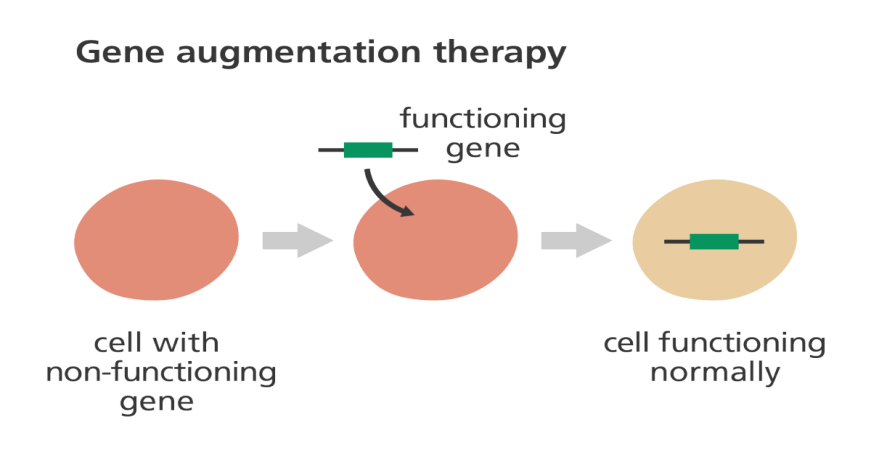 Gene augmentation therapy
functioning
gene
cell with
non-functioning
gene
cell functioning
normally